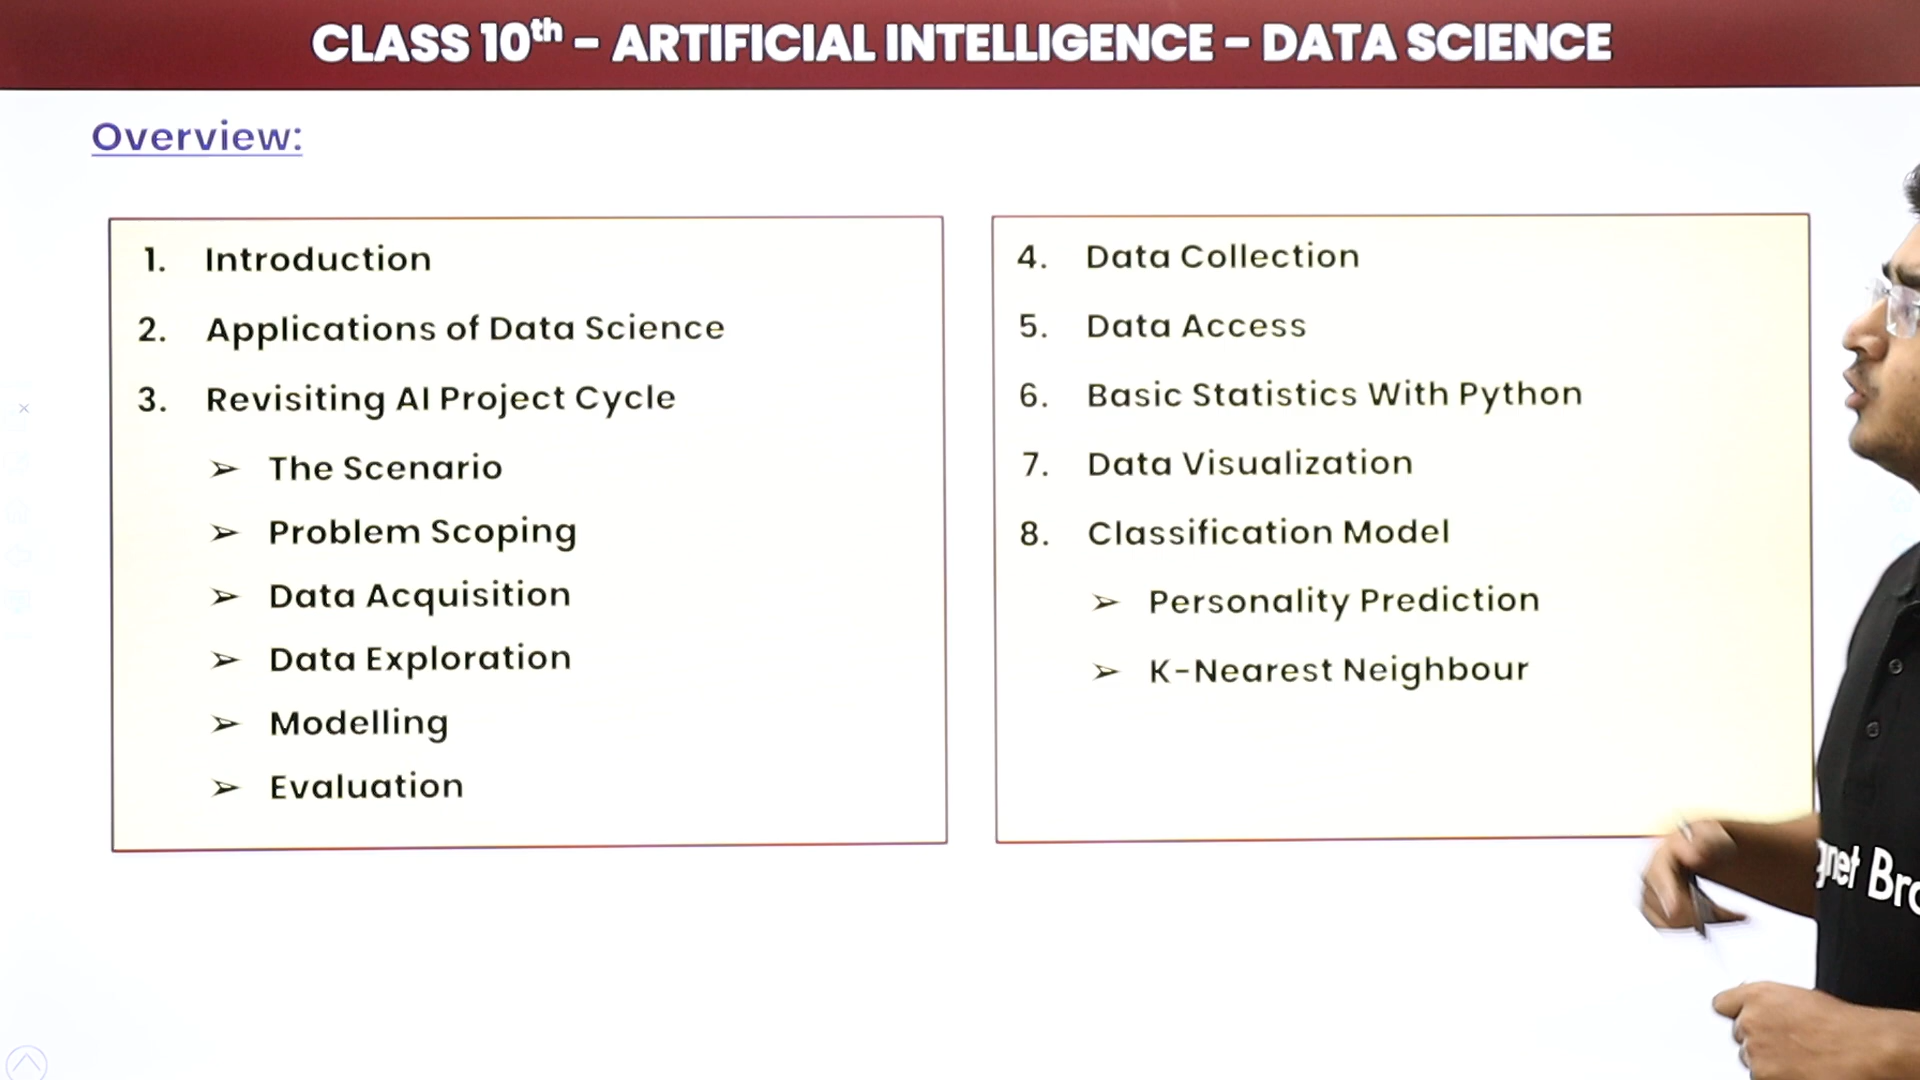 CLASS 10th - ARTIFICIAL INTELLIGENCE - DATA SCIENCE
Overview:
1. Introduction
2. Applications of Data Science
3. Revisiting AI Project Cycle
➢ The Scenario
➢ Problem Scoping
➢ Data Acquisition
➢ Data Exploration
➢ Modelling
➢ Evaluation
4. Data Collection
5. Data Access
6. Basic Statistics With Python
7. Data Visualization
8. Classification Model
➢ Personality Prediction
➢ K-Nearest Neighbour